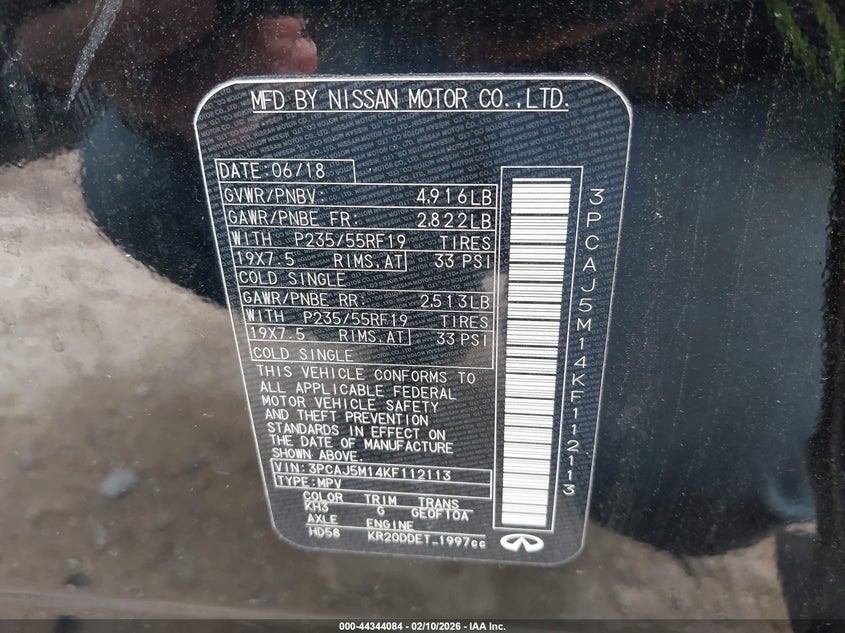 MFD BY NISSAN MOTOR CO.,LTD.
DATE:06/18
GVWR/PNBV: 4,916LB
GAWR/PNBE FR: 2,822LB
WITH P235/55RF19 TIRES
19X7.5 RIMS,AT 33 PSI
COLD SINGLE
GAWR/PNBE RR: 2,513LB
WITH P235/55RF19 TIRES
19X7.5 RIMS,AT 33 PSI
COLD SINGLE
THIS VEHICLE CONFORMS TO
ALL APPLICABLE FEDERAL
MOTOR VEHICLE SAFETY
AND THEFT PREVENTION
STANDARDS IN EFFECT ON
THE DATE OF MANUFACTURE
SHOWN ABOVE.
VIN:3PCAJ5M14KF112113
TYPE:MPV
COLOR TRIM TRANS
KH3 G GEOF10A
AXLE ENGINE
HD58 KR20DDET_1997cc
3PCAJ5M14KF112113
000-44344084 - 02/10/2026 - IAA Inc.